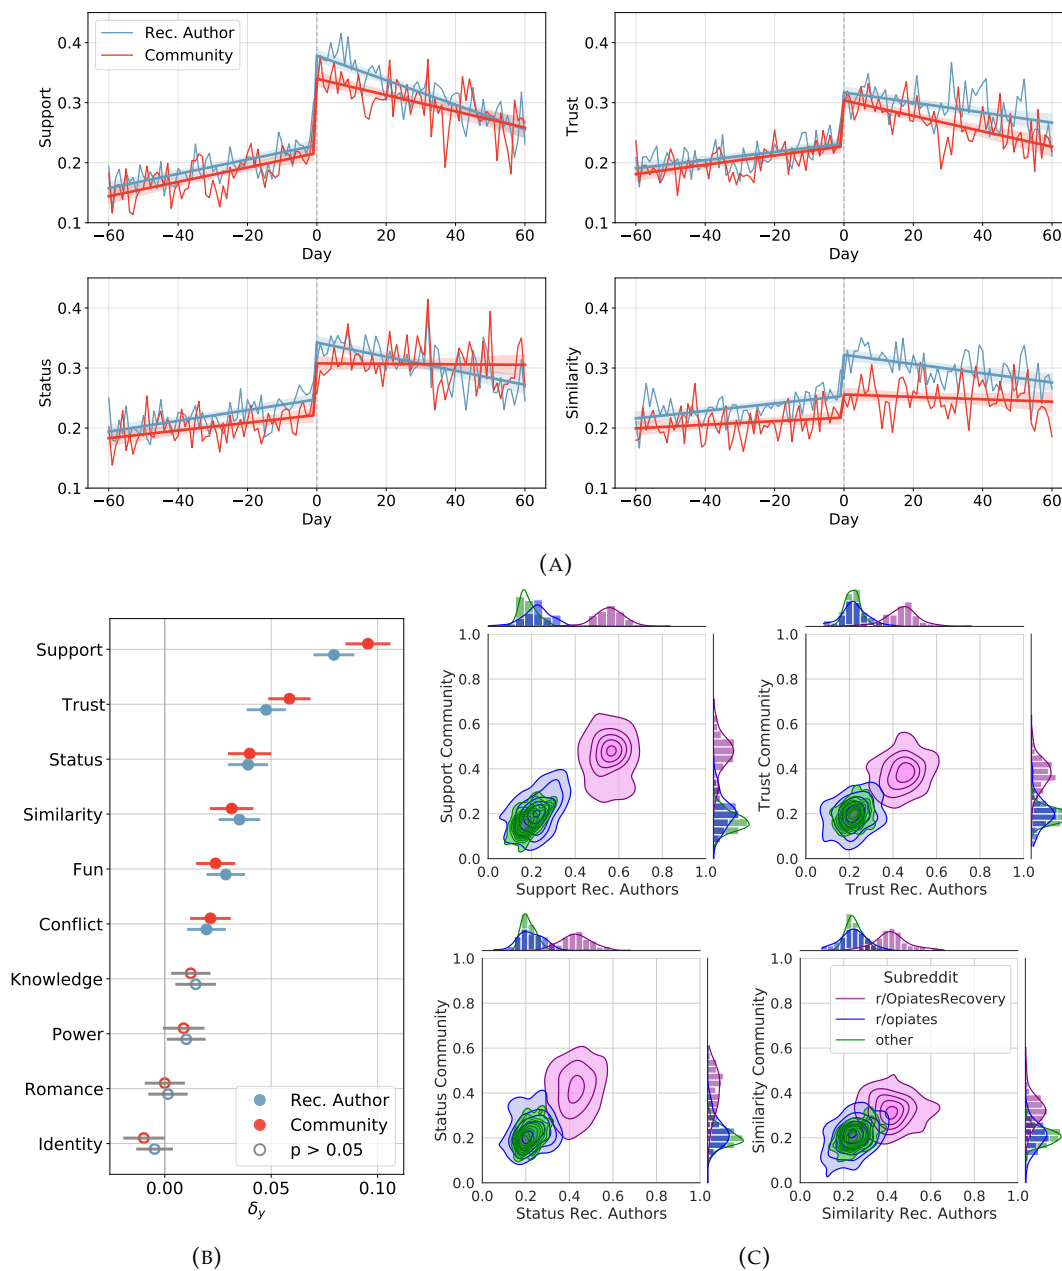 Rec. Author
Community
0.4
0.3
0.2
0.1
Support
−60
−40
−20
0
20
40
60
Day
0.4
0.3
0.2
0.1
Trust
−60
−40
−20
0
20
40
60
Day
0.4
0.3
0.2
0.1
Status
−60
−40
−20
0
20
40
60
Day
0.4
0.3
0.2
0.1
Similarity
−60
−40
−20
0
20
40
60
Day
(A)
Support
Trust
Status
Similarity
Fun
Conflict
Knowledge
Power
Romance
Identity
Rec. Author
Community
p > 0.05
0.00
0.05
0.10
δy
(B)
1.0
0.8
0.6
0.4
0.2
0.0
Support Community
0.0
0.2
0.4
0.6
0.8
1.0
Support Rec. Authors
1.0
0.8
0.6
0.4
0.2
0.0
Trust Community
0.0
0.2
0.4
0.6
0.8
1.0
Trust Rec. Authors
1.0
0.8
0.6
0.4
0.2
0.0
Status Community
0.0
0.2
0.4
0.6
0.8
1.0
Status Rec. Authors
1.0
0.8
0.6
0.4
0.2
0.0
Similarity Community
Subreddit
r/OpiatesRecovery
r/opiates
other
0.0
0.2
0.4
0.6
0.8
1.0
Similarity Rec. Authors
(C)